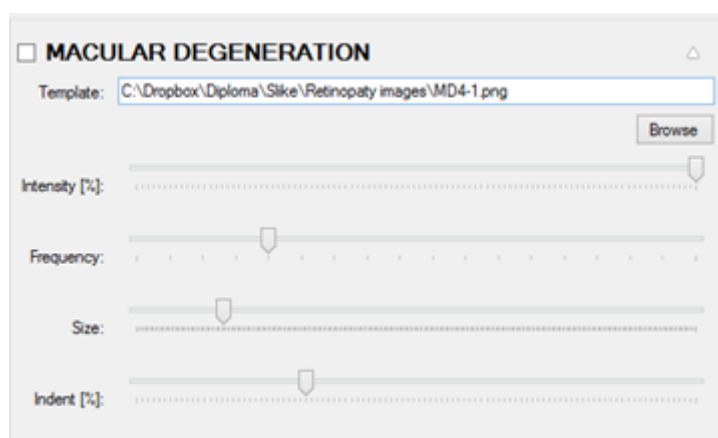 MACULAR DEGENERATION
Template: C:\Dropbox\Diploma\Slike\Retinopaty images\MD4-1.png
Browse
Intensity [%]:
Frequency:
Size:
Indent [%]: